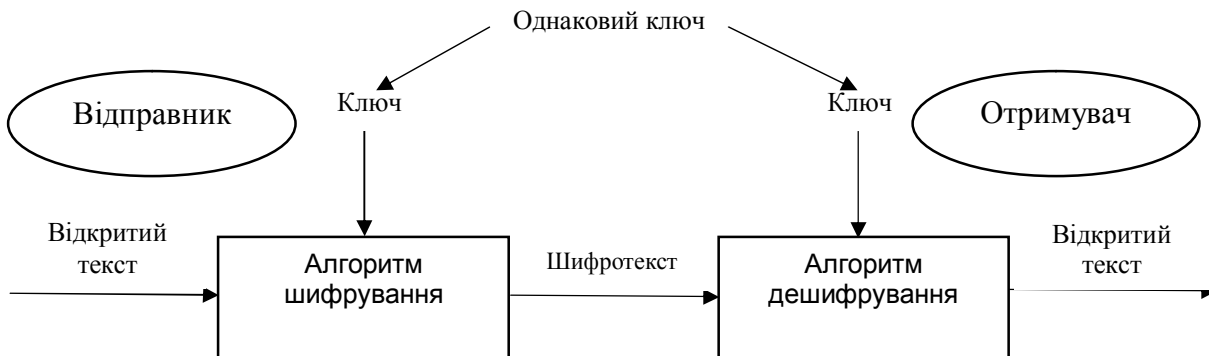 Однаковий ключ
Відправник
Ключ
Ключ
Отримувач
Відкритий
текст
Алгоритм
шифрування
Шифротекст
Алгоритм
дешифрування
Відкритий
текст